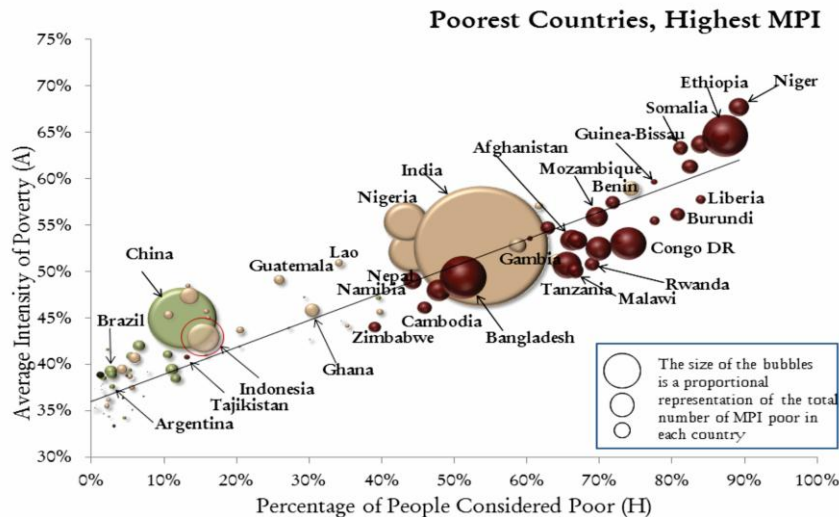 Poorest Countries, Highest MPI
75%
70%
65%
60%
55%
50%
45%
40%
35%
30%
Average Intensity of Poverty (A)
Ethiopia
Niger
Somalia
Guinea-Bissau
Afghanistan
Mozambique
India
Benin
Nigeria
Liberia
Burundi
China
Lao
Guatemala
Nepal
Gambia
Congo DR
Namibia
Tanzania
Rwanda
Malawi
Brazil
Cambodia
Zimbabwe
Bangladesh
Ghana
Indonesia
Tajikistan
Argentina
The size of the bubbles
is a proportional
representation of the total
number of MPI poor in
each country
0%
10%
20%
30%
40%
50%
60%
70%
80%
90%
100%
Percentage of People Considered Poor (H)